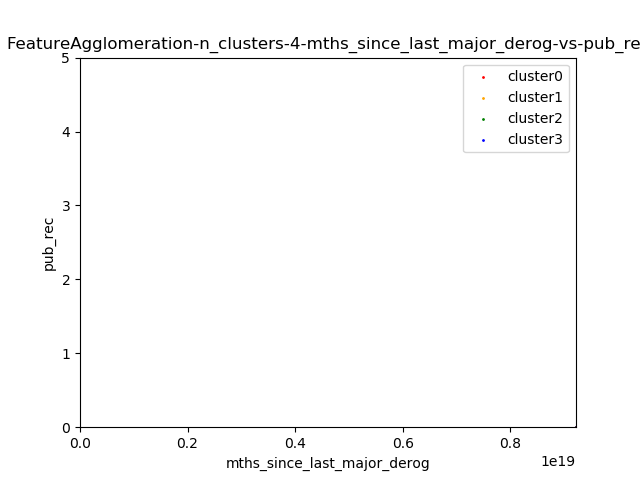 FeatureAgglomeration-n_clusters-4-mths_since_last_major_derog-vs-pub_re
cluster0
cluster1
cluster2
cluster3
5
4
3
2
1
0
pub_rec
0.0 0.2 0.4 0.6 0.8
1e19
mths_since_last_major_derog